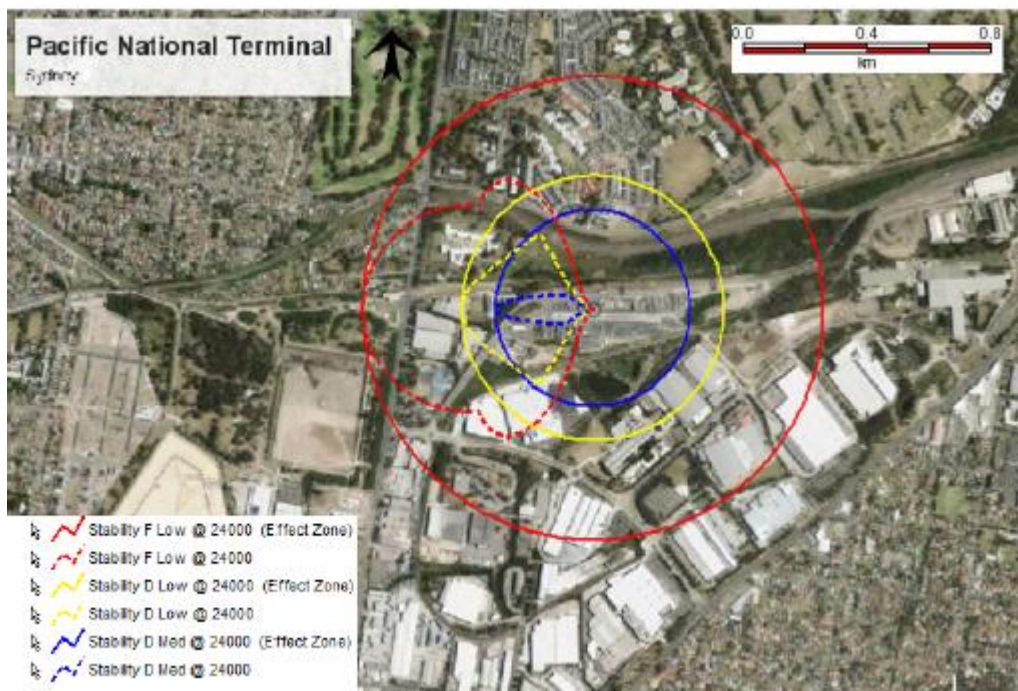 Pacific National Terminal
Sydney
0.0 0.4 0.8
km
Stability F Low @ 24000 (Effect Zone)
Stability F Low @ 24000
Stability D Low @ 24000 (Effect Zone)
Stability D Low @ 24000
Stability D Med @ 24000 (Effect Zone)
Stability D Med @ 24000